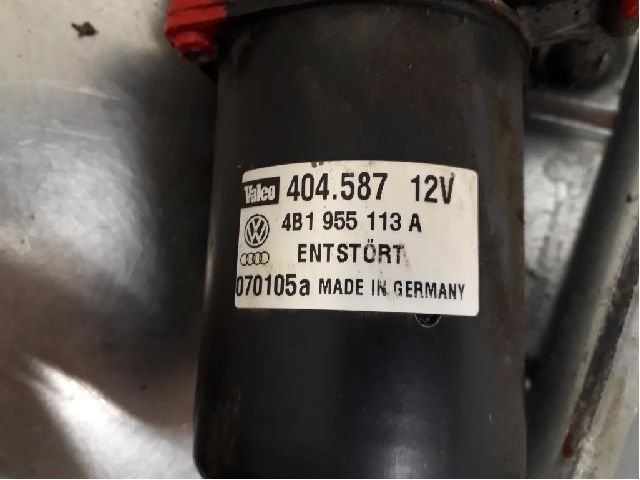 Valeo 404.587 12V
4B1 955 113 A
ENTSTÖRT
070105a MADE IN GERMANY